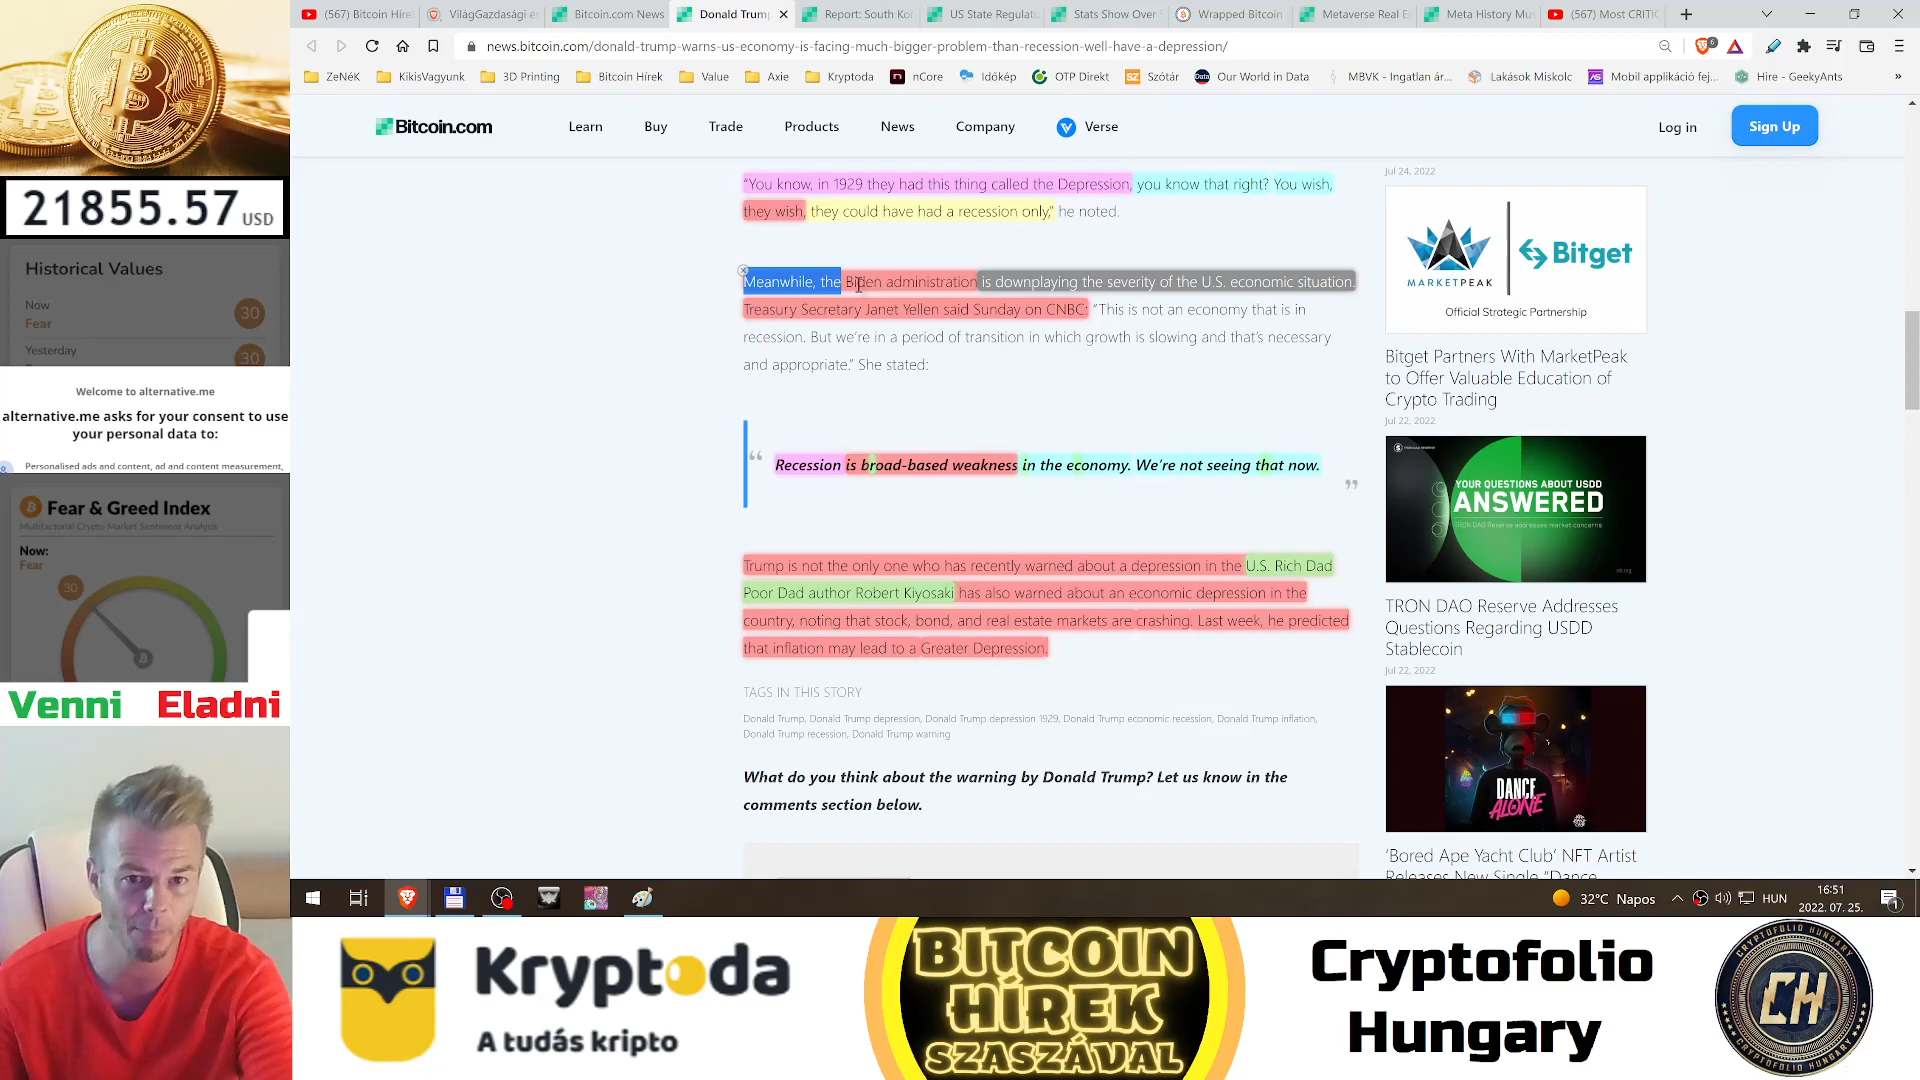 (567) Bitcoin Híre
VilágGazdasági és
Bitcoin.com News
Donald Trump
Report: South Kor
US State Regulato
Stats Show Over
Wrapped Bitcoin
Metaverse Real E
Meta History Mus
(567) Most CRITIC
news.bitcoin.com/donald-trump-warns-us-economy-is-facing-much-bigger-problem-than-recession-well-have-a-depression/
ZeNéK
KikisVagyunk
3D Printing
Bitcoin Hírek
Value
Axie
Kryptoda
nCore
Időkép
OTP Direkt
Szótár
Our World in Data
MBVK - Ingatlan ár...
Lakások Miskolc
Mobil applikáció fej...
Hire - GeekyAnts
Bitcoin.com
Learn
Buy
Trade
Products
News
Company
Verse
Log in
Sign Up
21855.57 USD
Historical Values
Now
Fear
30
Yesterday
30
Welcome to alternative.me
alternative.me asks for your consent to use
your personal data to:
Personalised ads and content, ad and content measurement,
Fear & Greed Index
Multifactorial Crypto Market Sentiment Analysis
Now:
Fear
30
Venni Eladni
“You know, in 1929 they had this thing called the Depression, you know that right? You wish,
they wish, they could have had a recession only,” he noted.
Meanwhile, the Biden administration is downplaying the severity of the U.S. economic situation.
Treasury Secretary Janet Yellen said Sunday on CNBC: “This is not an economy that is in
recession. But we’re in a period of transition in which growth is slowing and that’s necessary
and appropriate.” She stated:
Recession is broad-based weakness in the economy. We’re not seeing that now.
Trump is not the only one who has recently warned about a depression in the U.S. Rich Dad
Poor Dad author Robert Kiyosaki has also warned about an economic depression in the
country, noting that stock, bond, and real estate markets are crashing. Last week, he predicted
that inflation may lead to a Greater Depression.
TAGS IN THIS STORY
Donald Trump, Donald Trump depression, Donald Trump depression 1929, Donald Trump economic recession, Donald Trump inflation,
Donald Trump recession, Donald Trump warning
What do you think about the warning by Donald Trump? Let us know in the
comments section below.
Jul 24, 2022
MARKETPEAK
Bitget
Official Strategic Partnership
Bitget Partners With MarketPeak
to Offer Valuable Education of
Crypto Trading
Jul 22, 2022
YOUR QUESTIONS ABOUT USDD
ANSWERED
TRON DAO Reserve addresses market concerns
TRON DAO Reserve Addresses
Questions Regarding USDD
Stablecoin
Jul 22, 2022
DANCE
ALONE
‘Bored Ape Yacht Club’ NFT Artist
Releases New Single “Dance
32°C Napos
HUN
16:51
2022. 07. 25.
Kryptoda
A tudás kripto
BITCOIN
HÍREK
SZASZÁVAL
Cryptofolio
Hungary
CRYPTOFOLIO HUNGARY
CH